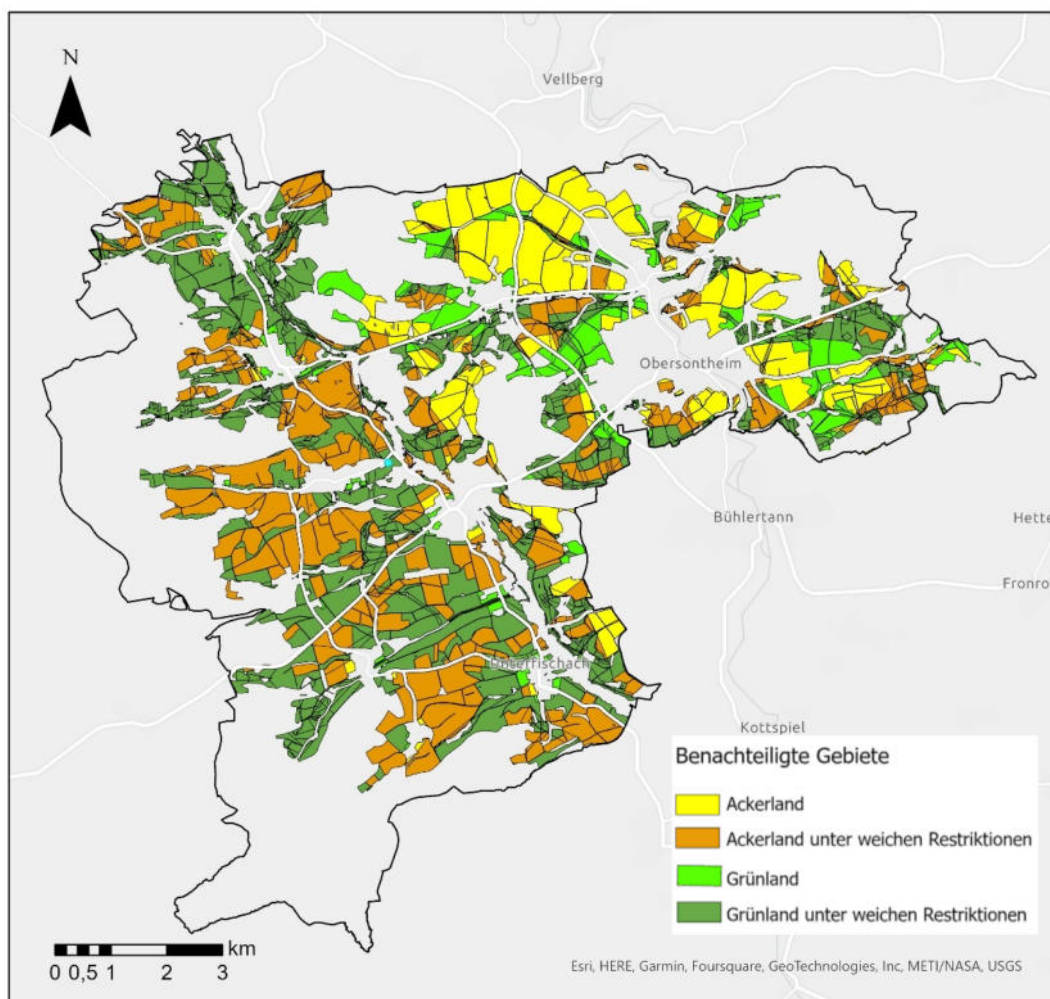 N
Vellberg
Obersontheim
Bühlertann
Hette
Fronro
Unterfischach
Kottspiel
Benachteiligte Gebiete
Ackerland
Ackerland unter weichen Restriktionen
Grünland
Grünland unter weichen Restriktionen
km
0 0,5 1 2 3
Esri, HERE, Garmin, Foursquare, GeoTechnologies, Inc, METI/NASA, USGS